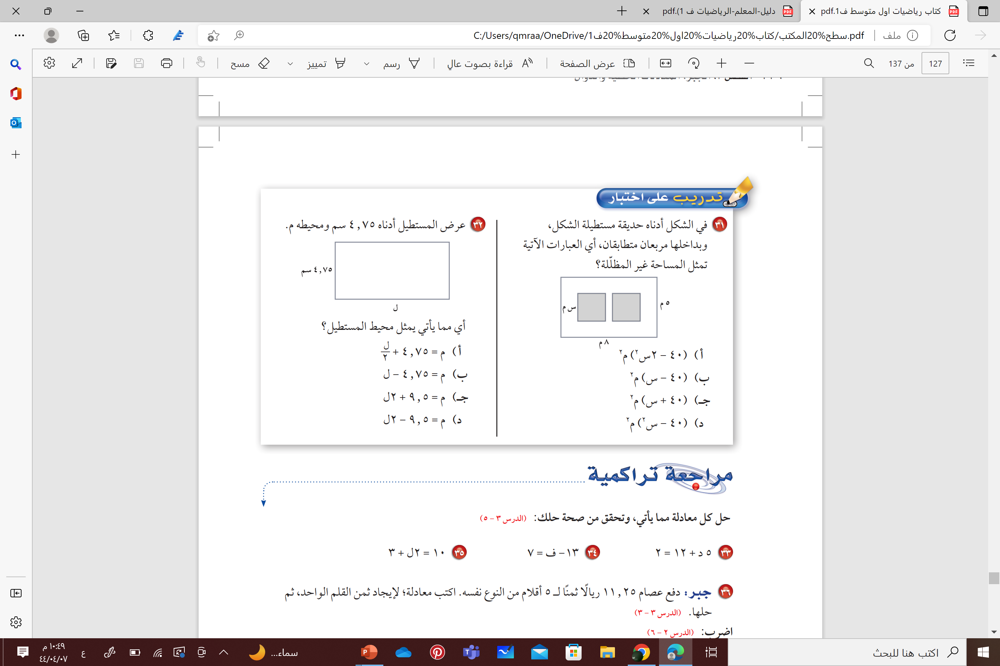 كتاب رياضيات اول متوسط ف1.pdf
دليل-المعلم-الرياضيات ف 1).pdf
ملف
C:/Users/qmraa/OneDrive/سطح%20المكتب/كتاب%20رياضيات%20اول%20متوسط%20ف1.pdf
127
من 137
عرض الصفحة
قراءة بصوت عالٍ
رسم
تمييز
مسح
تدريب على اختبار
٣١ في الشكل أدناه حديقة مستطيلة الشكل،
وبداخلها مربعان متطابقان، أي العبارات الآتية
تمثل المساحة غير المظلّلة؟
٥ م
س م
٨ م
أ) (٤٠ – ٢س٢) م٢
ب) (٤٠ – س) م٢
جـ) (٤٠ + س) م٢
د) (٤٠ – س٢) م٢
٣٢ عرض المستطيل أدناه ٤,٧٥ سم ومحيطه م.
٤,٧٥ سم
ل
أي مما يأتي يمثل محيط المستطيل؟
أ) م = ٤,٧٥ + ل/٢
ب) م = ٤,٧٥ – ل
جـ) م = ٩,٥ + ٢ل
د) م = ٩,٥ – ٢ل
مراجعة تراكمية
حل كل معادلة مما يأتي، وتحقق من صحة حلك: (الدرس ٣ – ٥)
٣٣ ٥ د + ١٢ = ٢
٣٤ ١٣– ف = ٧
٣٥ ١٠ = ٢ل + ٣
٣٦ جبر: دفع عصام ١١,٢٥ ريالًا ثمنًا لـ ٥ أقلام من النوع نفسه. اكتب معادلة؛ لإيجاد ثمن القلم الواحد، ثم
حلها. (الدرس ٣ – ٣)
اضرب: (الدرس ٢ – ٦)
اكتب هنا للبحث
سماء...
ع
١٠:٤٩ م
٤٤/٠٤/٠٧